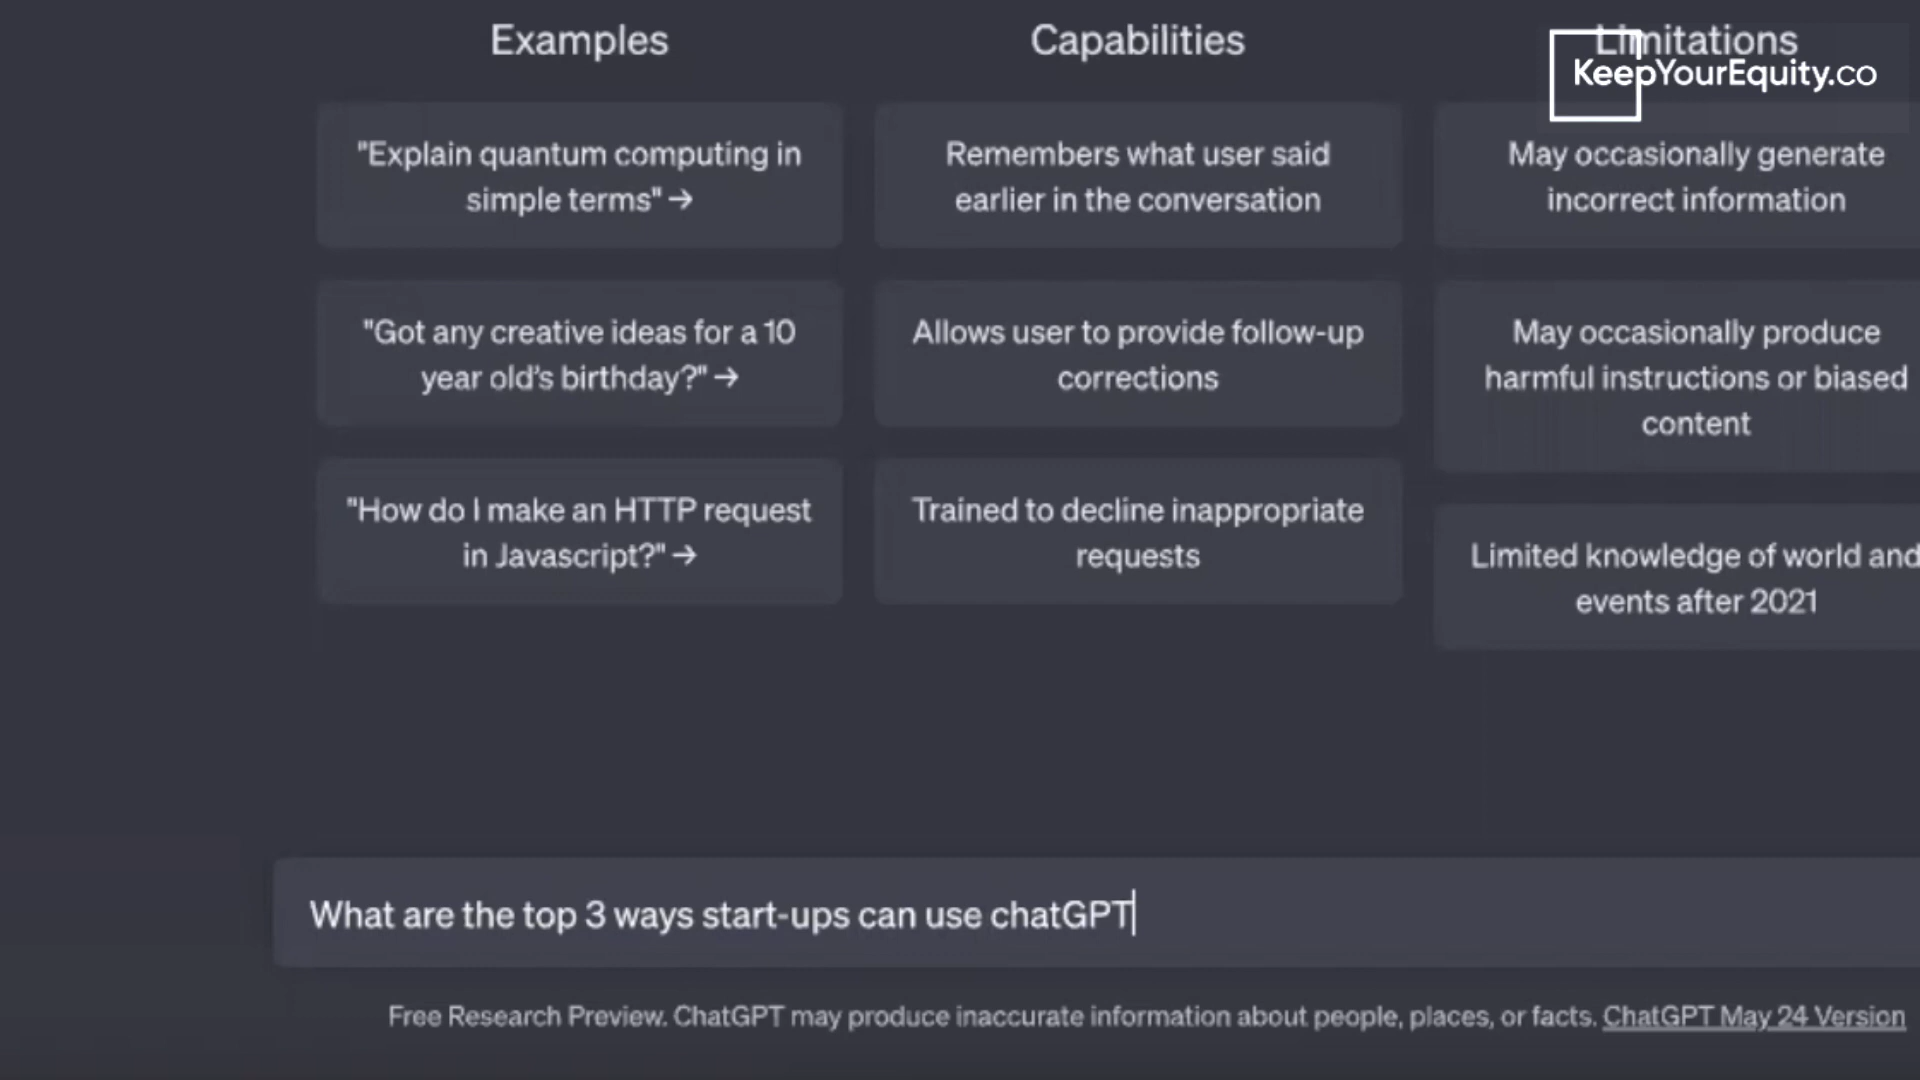 Examples
Capabilities
Limitations
KeepYourEquity.co
"Explain quantum computing in
simple terms" →
"Got any creative ideas for a 10
year old's birthday?" →
"How do I make an HTTP request
in Javascript?" →
Remembers what user said
earlier in the conversation
Allows user to provide follow-up
corrections
Trained to decline inappropriate
requests
May occasionally generate
incorrect information
May occasionally produce
harmful instructions or biased
content
Limited knowledge of world and
events after 2021
What are the top 3 ways start-ups can use chatGPT
Free Research Preview. ChatGPT may produce inaccurate information about people, places, or facts. ChatGPT May 24 Version